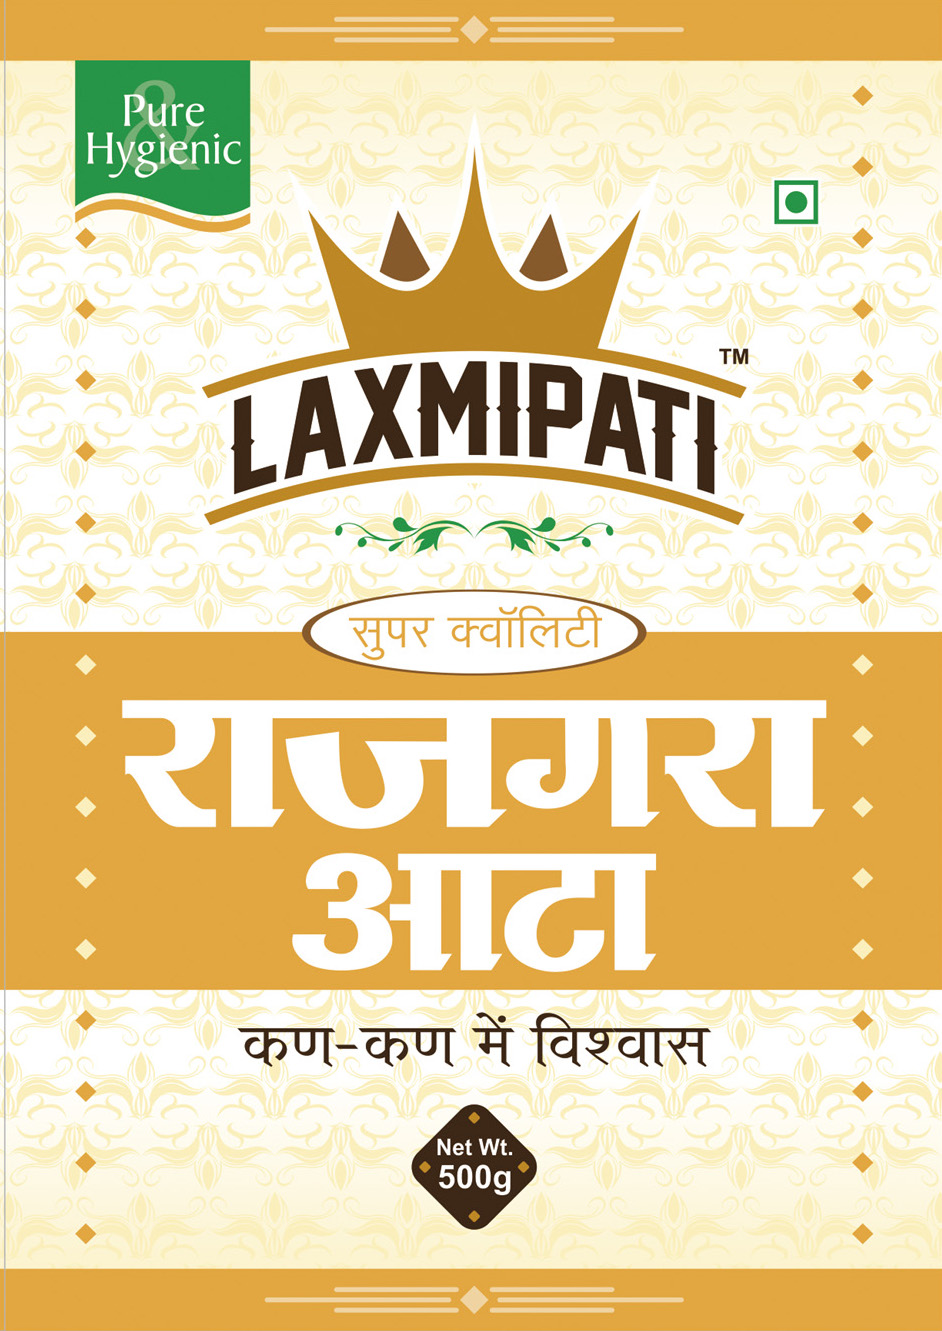 Pure
&
Hygienic
LAXMIPATI
TM
सुपर क्वॉलिटी
राजगरा
आटा
कण-कण में विश्वास
Net Wt.
500g